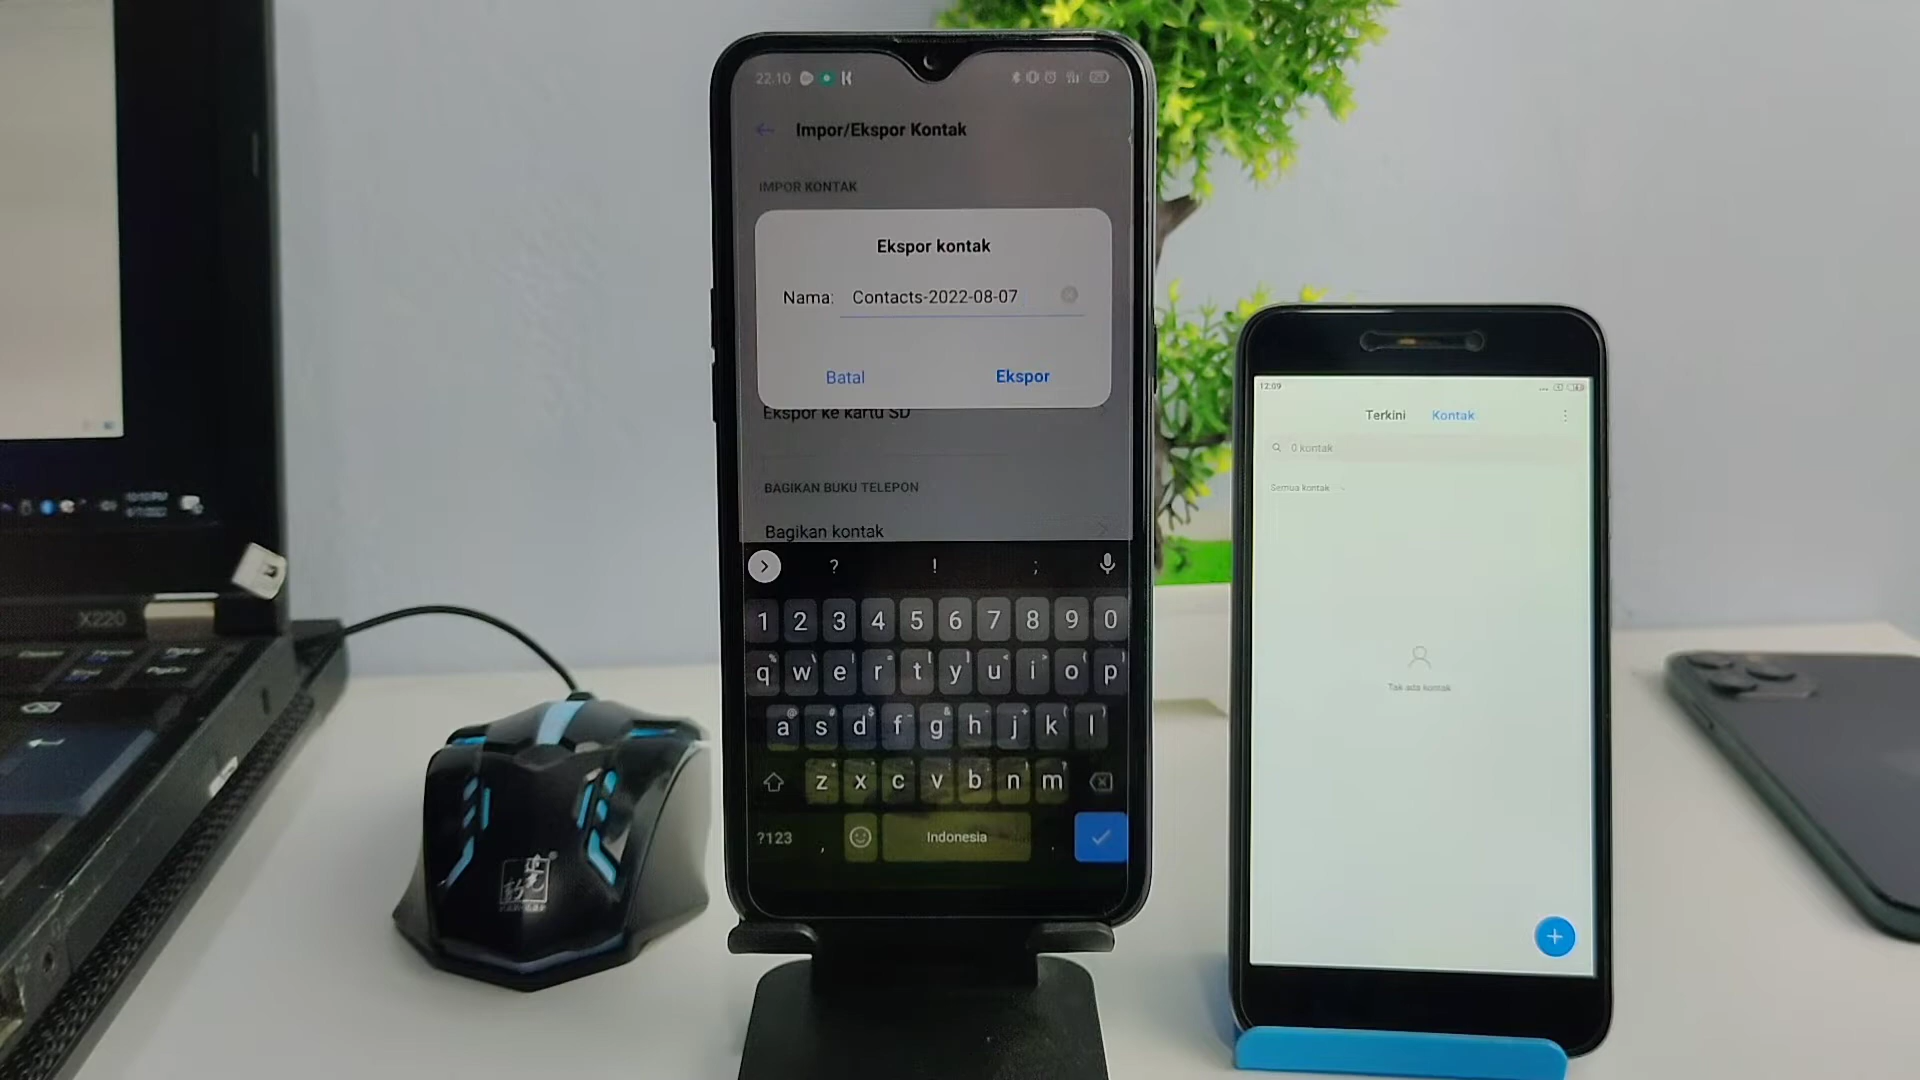 22.10
Impor/Ekspor Kontak
IMPOR KONTAK
Ekspor kontak
Nama: Contacts-2022-08-07
Batal Ekspor
Ekspor ke kartu SD
BAGIKAN BUKU TELEPON
Bagikan kontak
? ! ;
1 2 3 4 5 6 7 8 9 0
q w e r t y u i o p
a s d f g h j k l
z x c v b n m
?123 , Indonesia .
12:09
Terkini Kontak
0 kontak
Semua kontak
Tak ada kontak
X220